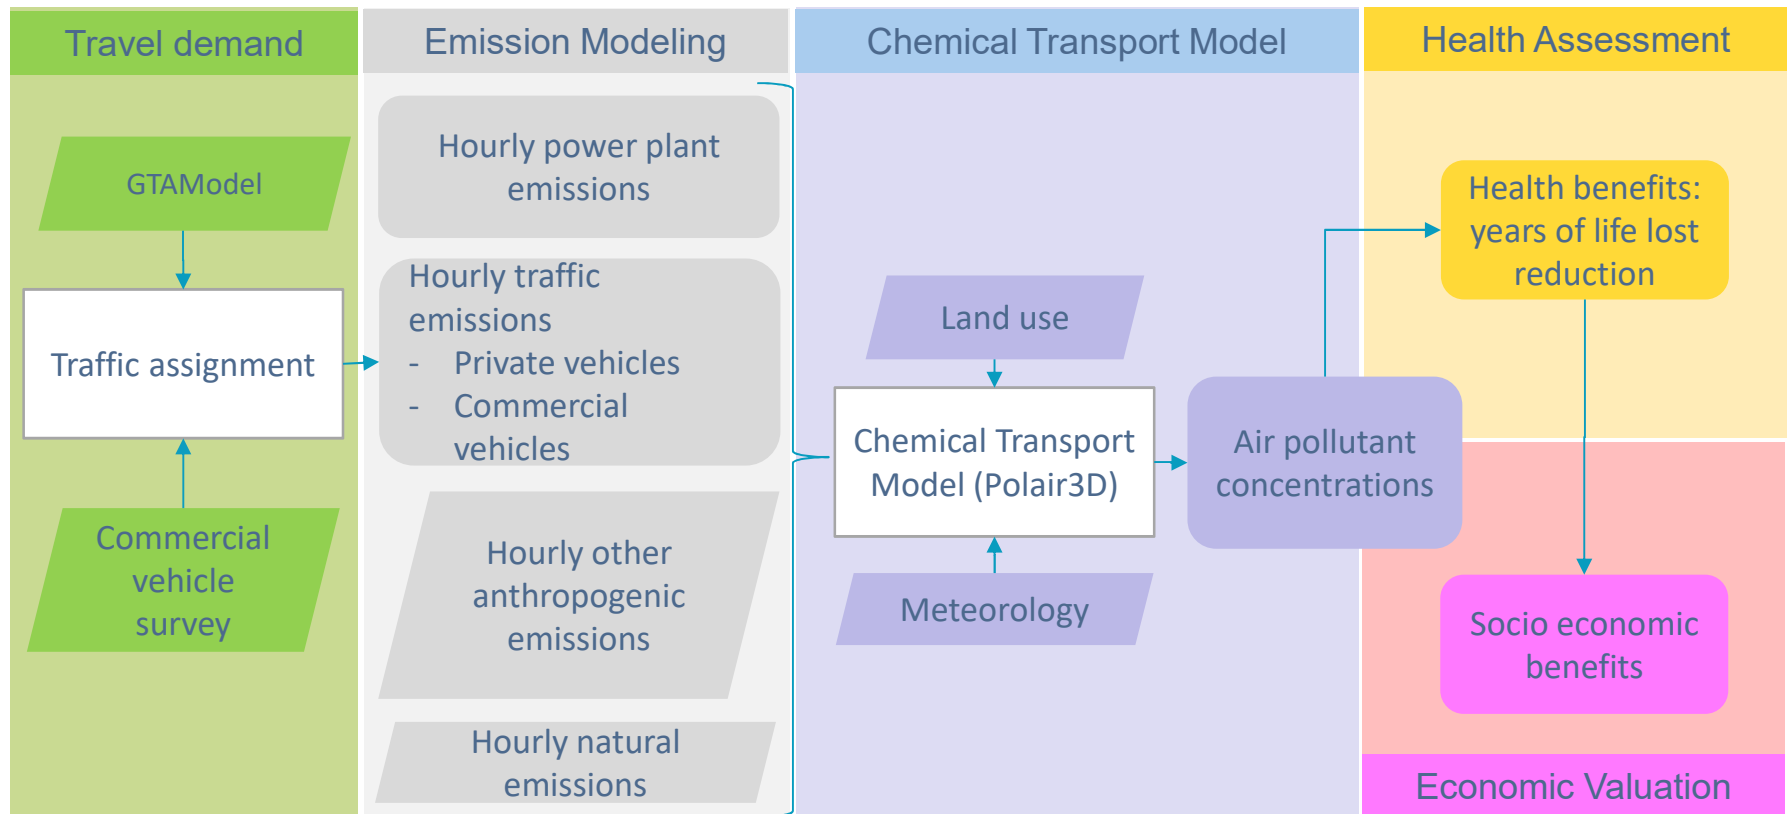 Travel demand
GTAModel
Traffic assignment
Commercial
vehicle
survey
Emission Modeling
Hourly power plant
emissions
Hourly traffic
emissions
- Private vehicles
- Commercial
vehicles
Hourly other
anthropogenic
emissions
Hourly natural
emissions
Chemical Transport Model
Land use
Chemical Transport
Model (Polair3D)
Meteorology
Air pollutant
concentrations
Health Assessment
Health benefits:
years of life lost
reduction
Socio economic
benefits
Economic Valuation